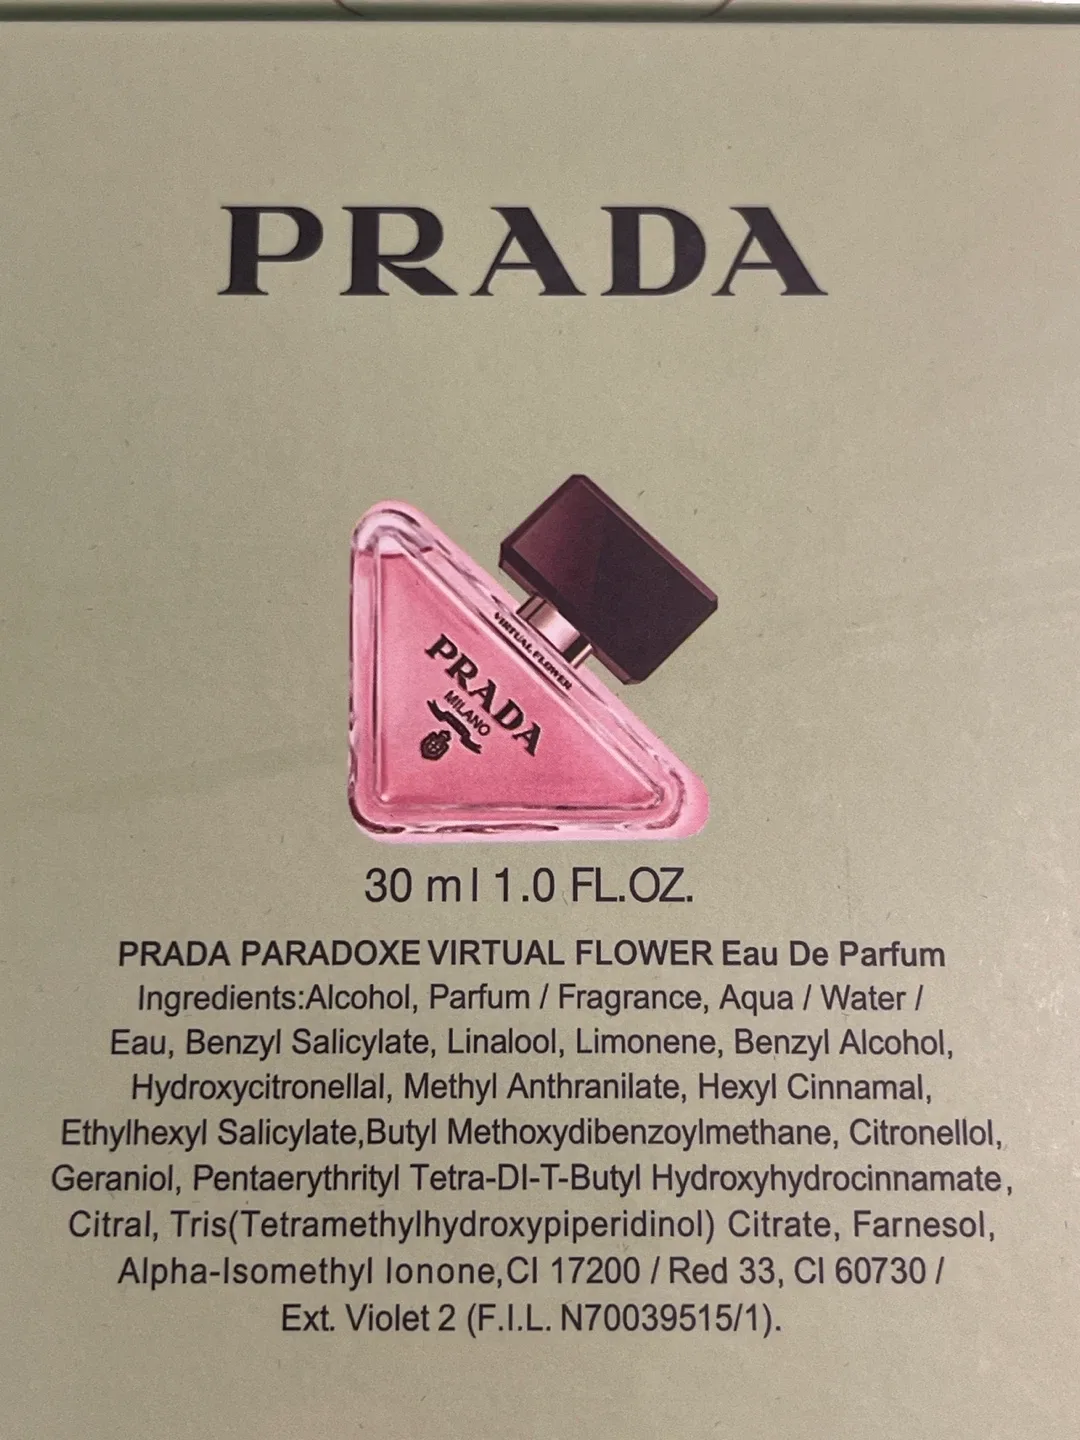 PRADA
VIRTUAL FLOWER
PRADA
MILANO
30 ml 1.0 FL.OZ.
PRADA PARADOXE VIRTUAL FLOWER Eau De Parfum
Ingredients:Alcohol, Parfum / Fragrance, Aqua / Water /
Eau, Benzyl Salicylate, Linalool, Limonene, Benzyl Alcohol,
Hydroxycitronellal, Methyl Anthranilate, Hexyl Cinnamal,
Ethylhexyl Salicylate,Butyl Methoxydibenzoylmethane, Citronellol,
Geraniol, Pentaerythrityl Tetra-DI-T-Butyl Hydroxyhydrocinnamate,
Citral, Tris(Tetramethylhydroxypiperidinol) Citrate, Farnesol,
Alpha-Isomethyl Ionone,CI 17200 / Red 33, CI 60730 /
Ext. Violet 2 (F.I.L. N70039515/1).